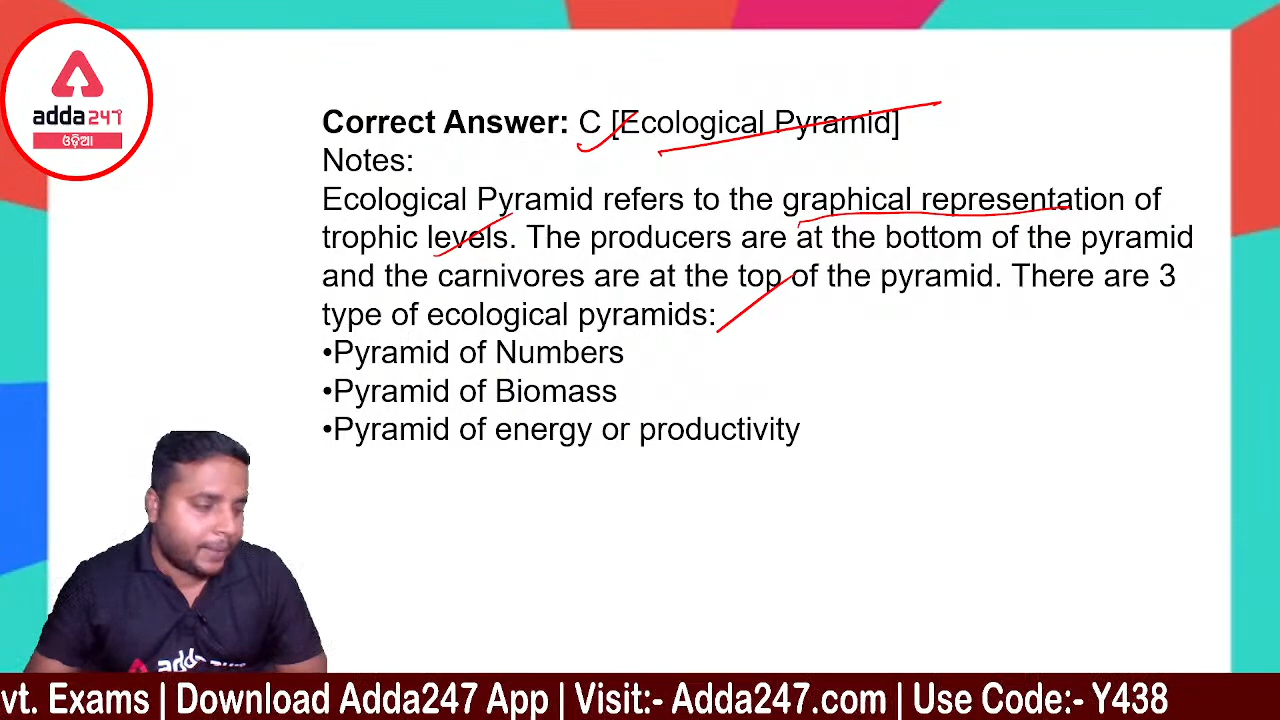 adda247
ଓଡ଼ିଆ
Correct Answer: C [Ecological Pyramid]
Notes:
Ecological Pyramid refers to the graphical representation of
trophic levels. The producers are at the bottom of the pyramid
and the carnivores are at the top of the pyramid. There are 3
type of ecological pyramids:
•Pyramid of Numbers
•Pyramid of Biomass
•Pyramid of energy or productivity
vt. Exams | Download Adda247 App | Visit:- Adda247.com | Use Code:- Y438